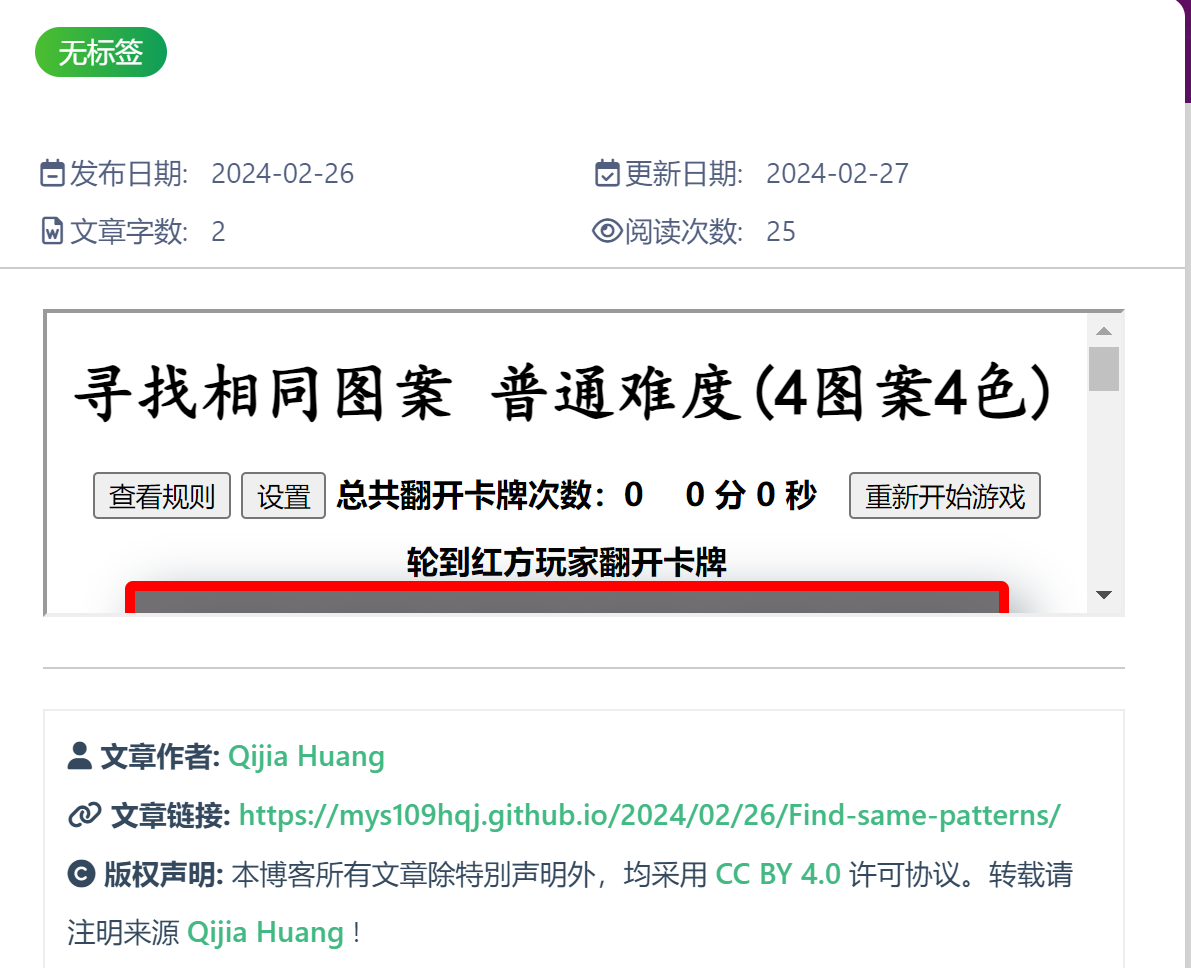 无标签
发布日期: 2024-02-26 更新日期: 2024-02-27
文章字数: 2 阅读次数: 25
寻找相同图案 普通难度(4图案4色)
查看规则 设置 总共翻开卡牌次数：0 0 分 0 秒 重新开始游戏
轮到红方玩家翻开卡牌
文章作者: Qijia Huang
文章链接: https://mys109hqj.github.io/2024/02/26/Find-same-patterns/
版权声明: 本博客所有文章除特别声明外，均采用 CC BY 4.0 许可协议。转载请
注明来源 Qijia Huang !